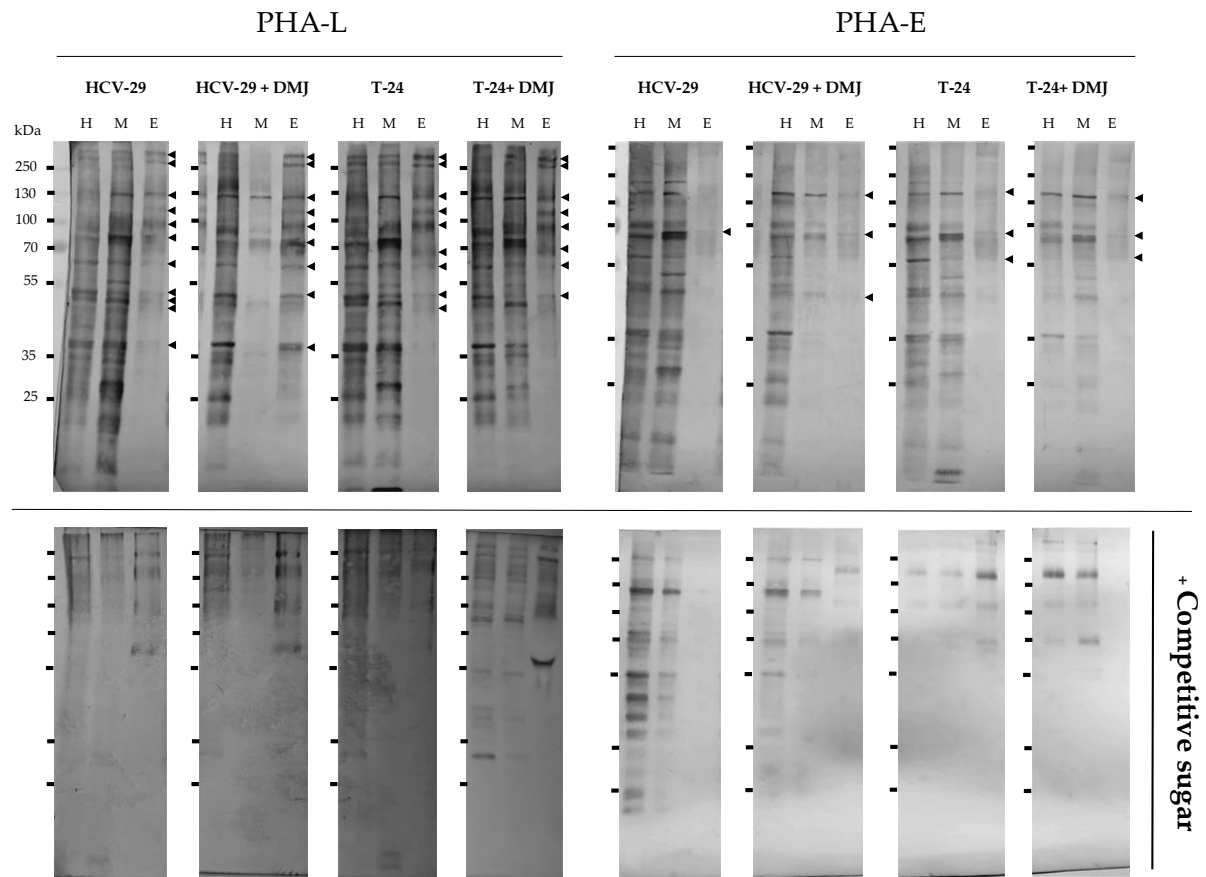 PHA-L PHA-E
HCV-29 HCV-29 + DMJ T-24 T-24+ DMJ HCV-29 HCV-29 + DMJ T-24 T-24+ DMJ
H M E H M E H M E H M E H M E H M E H M E H M E
kDa
250
130
100
70
55
35
25
+ Competitive sugar